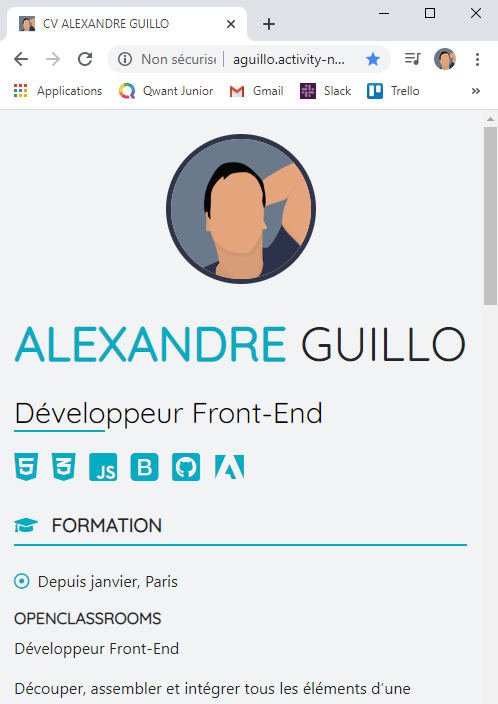 CV ALEXANDRE GUILLO
Non sécurisé
aguillo.activity-n...
Applications
Qwant Junior
Gmail
Slack
Trello
ALEXANDRE GUILLO
Développeur Front-End
JS
B
FORMATION
Depuis janvier, Paris
OPENCLASSROOMS
Développeur Front-End
Découper, assembler et intégrer tous les éléments d’une